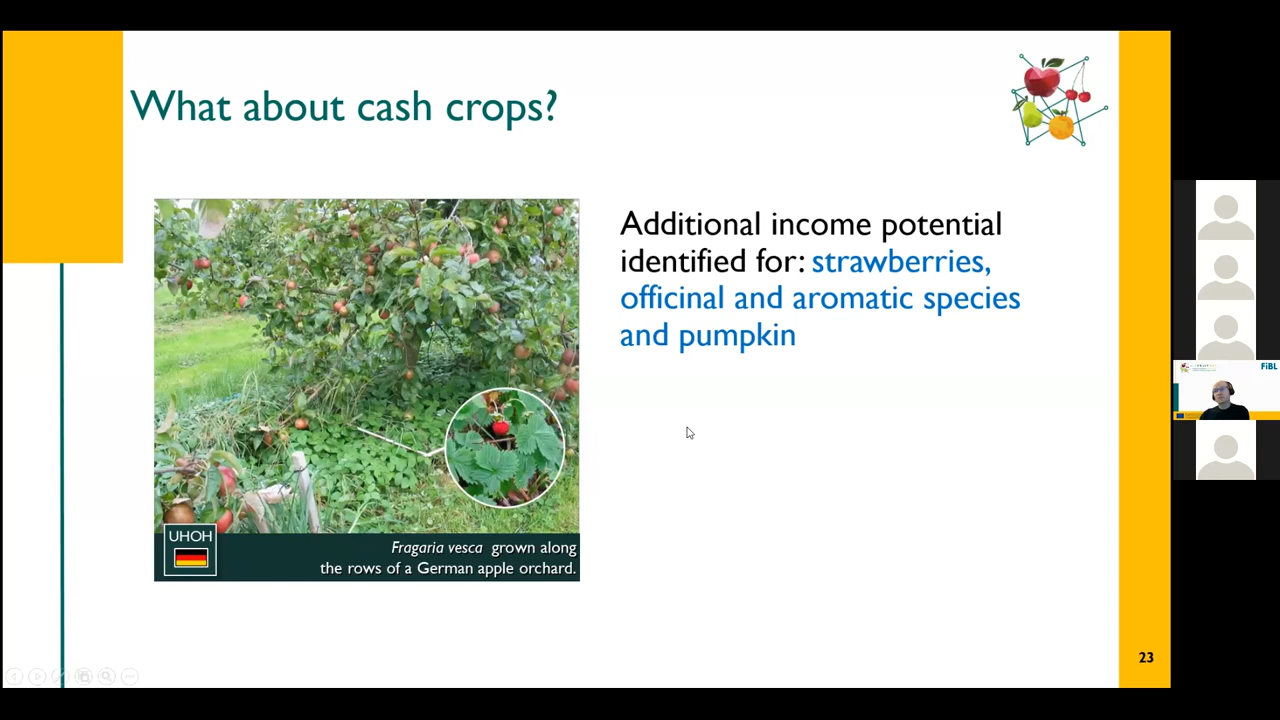 What about cash crops?
Additional income potential
identified for: strawberries,
officinal and aromatic species
and pumpkin
UHOH
Fragaria vesca grown along
the rows of a German apple orchard.
23
FiBL